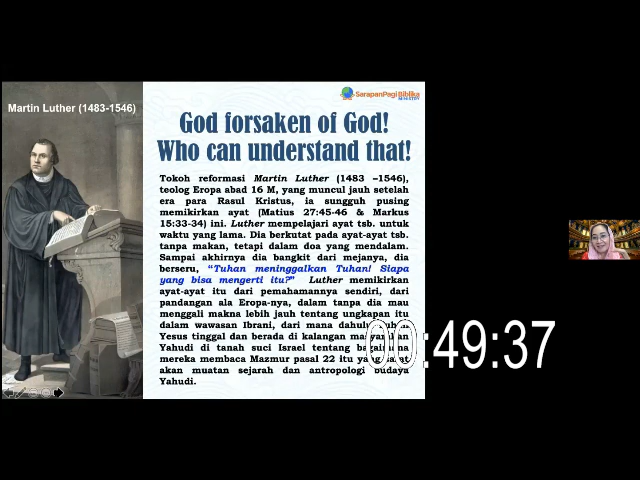 Martin Luther (1483-1546)
SarapanPagi Biblika
MINISTRY
God forsaken of God!
Who can understand that!
Tokoh reformasi Martin Luther (1483 –1546),
teolog Eropa abad 16 M, yang muncul jauh setelah
era para Rasul Kristus, ia sungguh pusing
memikirkan ayat (Matius 27:45-46 & Markus
15:33-34) ini. Luther mempelajari ayat tsb. untuk
waktu yang lama. Dia berkutat pada ayat-ayat tsb.
tanpa makan, tetapi dalam doa yang mendalam.
Sampai akhirnya dia bangkit dari mejanya, dia
berseru, "Tuhan meninggalkan Tuhan! Siapa
yang bisa mengerti itu?" Luther memikirkan
ayat-ayat itu dari pemahamannya sendiri, dari
pandangan ala Eropa-nya, dalam tanpa dia mau
menggali makna lebih jauh tentang ungkapan itu
dalam wawasan Ibrani, dari mana dahulu
Yesus tinggal dan berada di kalangan
Yahudi di tanah suci Israel tentang
mereka membaca Mazmur pasal 22 itu yang
akan muatan sejarah dan antropologi budaya
Yahudi.
00:49:37